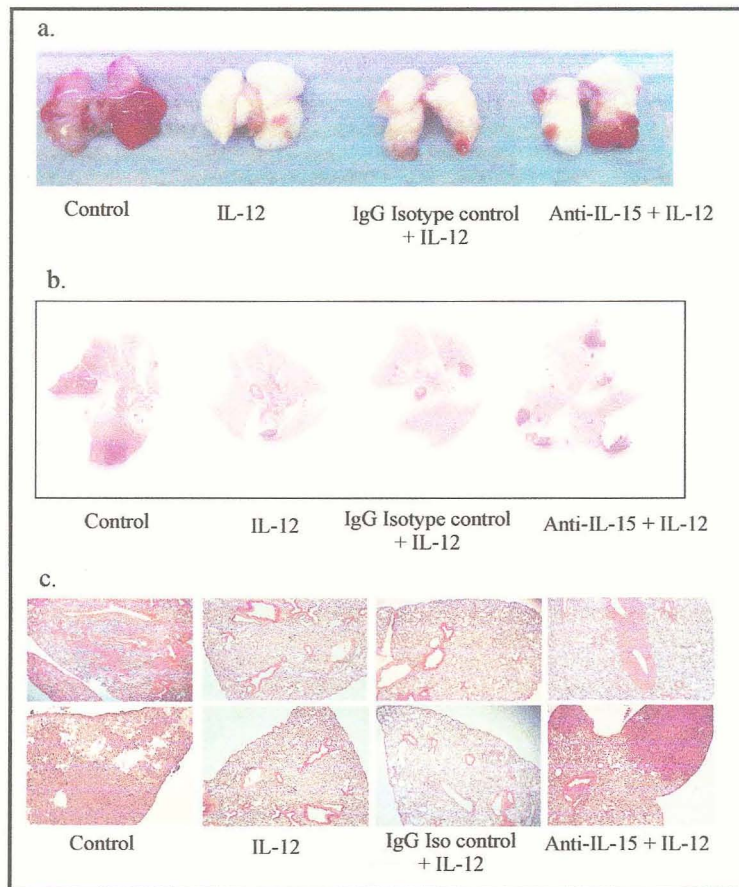 a.
Control
IL-12
IgG Isotype control
+ IL-12
Anti-IL-15 + IL-12
b.
Control
IL-12
IgG Isotype control
+ IL-12
Anti-IL-15 + IL-12
c.
Control
IL-12
IgG Iso control
+ IL-12
Anti-IL-15 + IL-12